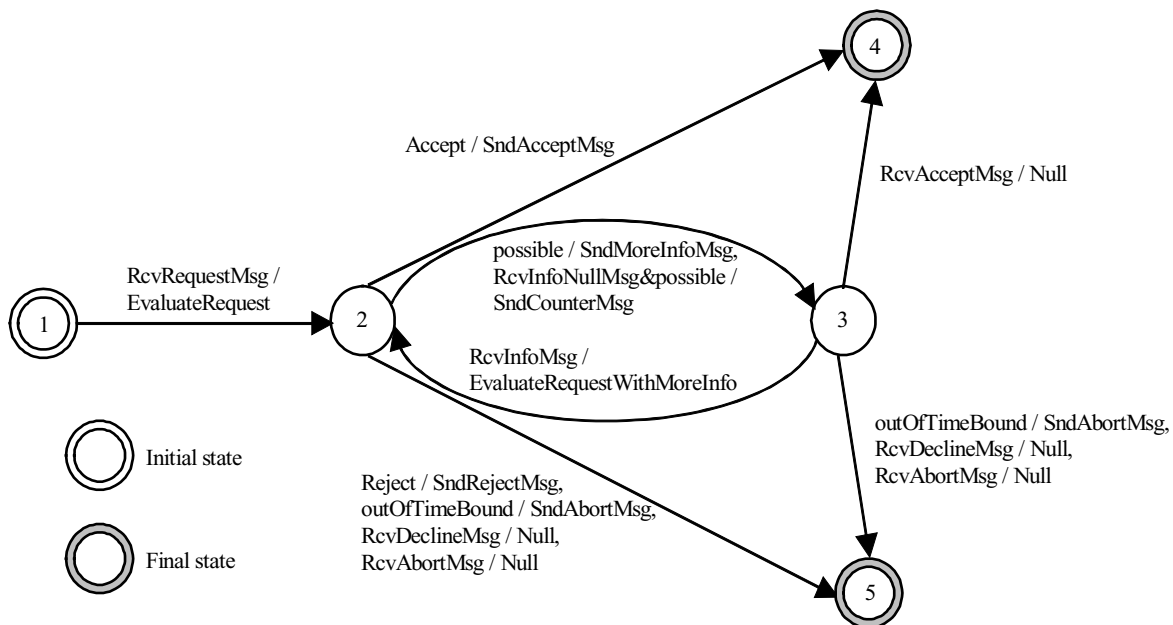 4
Accept / SndAcceptMsg
RcvAcceptMsg / Null
possible / SndMoreInfoMsg,
RcvInfoNullMsg&possible /
SndCounterMsg
RcvRequestMsg /
EvaluateRequest
1
2
3
RcvInfoMsg /
EvaluateRequestWithMoreInfo
outOfTimeBound / SndAbortMsg,
RcvDeclineMsg / Null,
RcvAbortMsg / Null
Initial state
Reject / SndRejectMsg,
outOfTimeBound / SndAbortMsg,
RcvDeclineMsg / Null,
RcvAbortMsg / Null
Final state
5